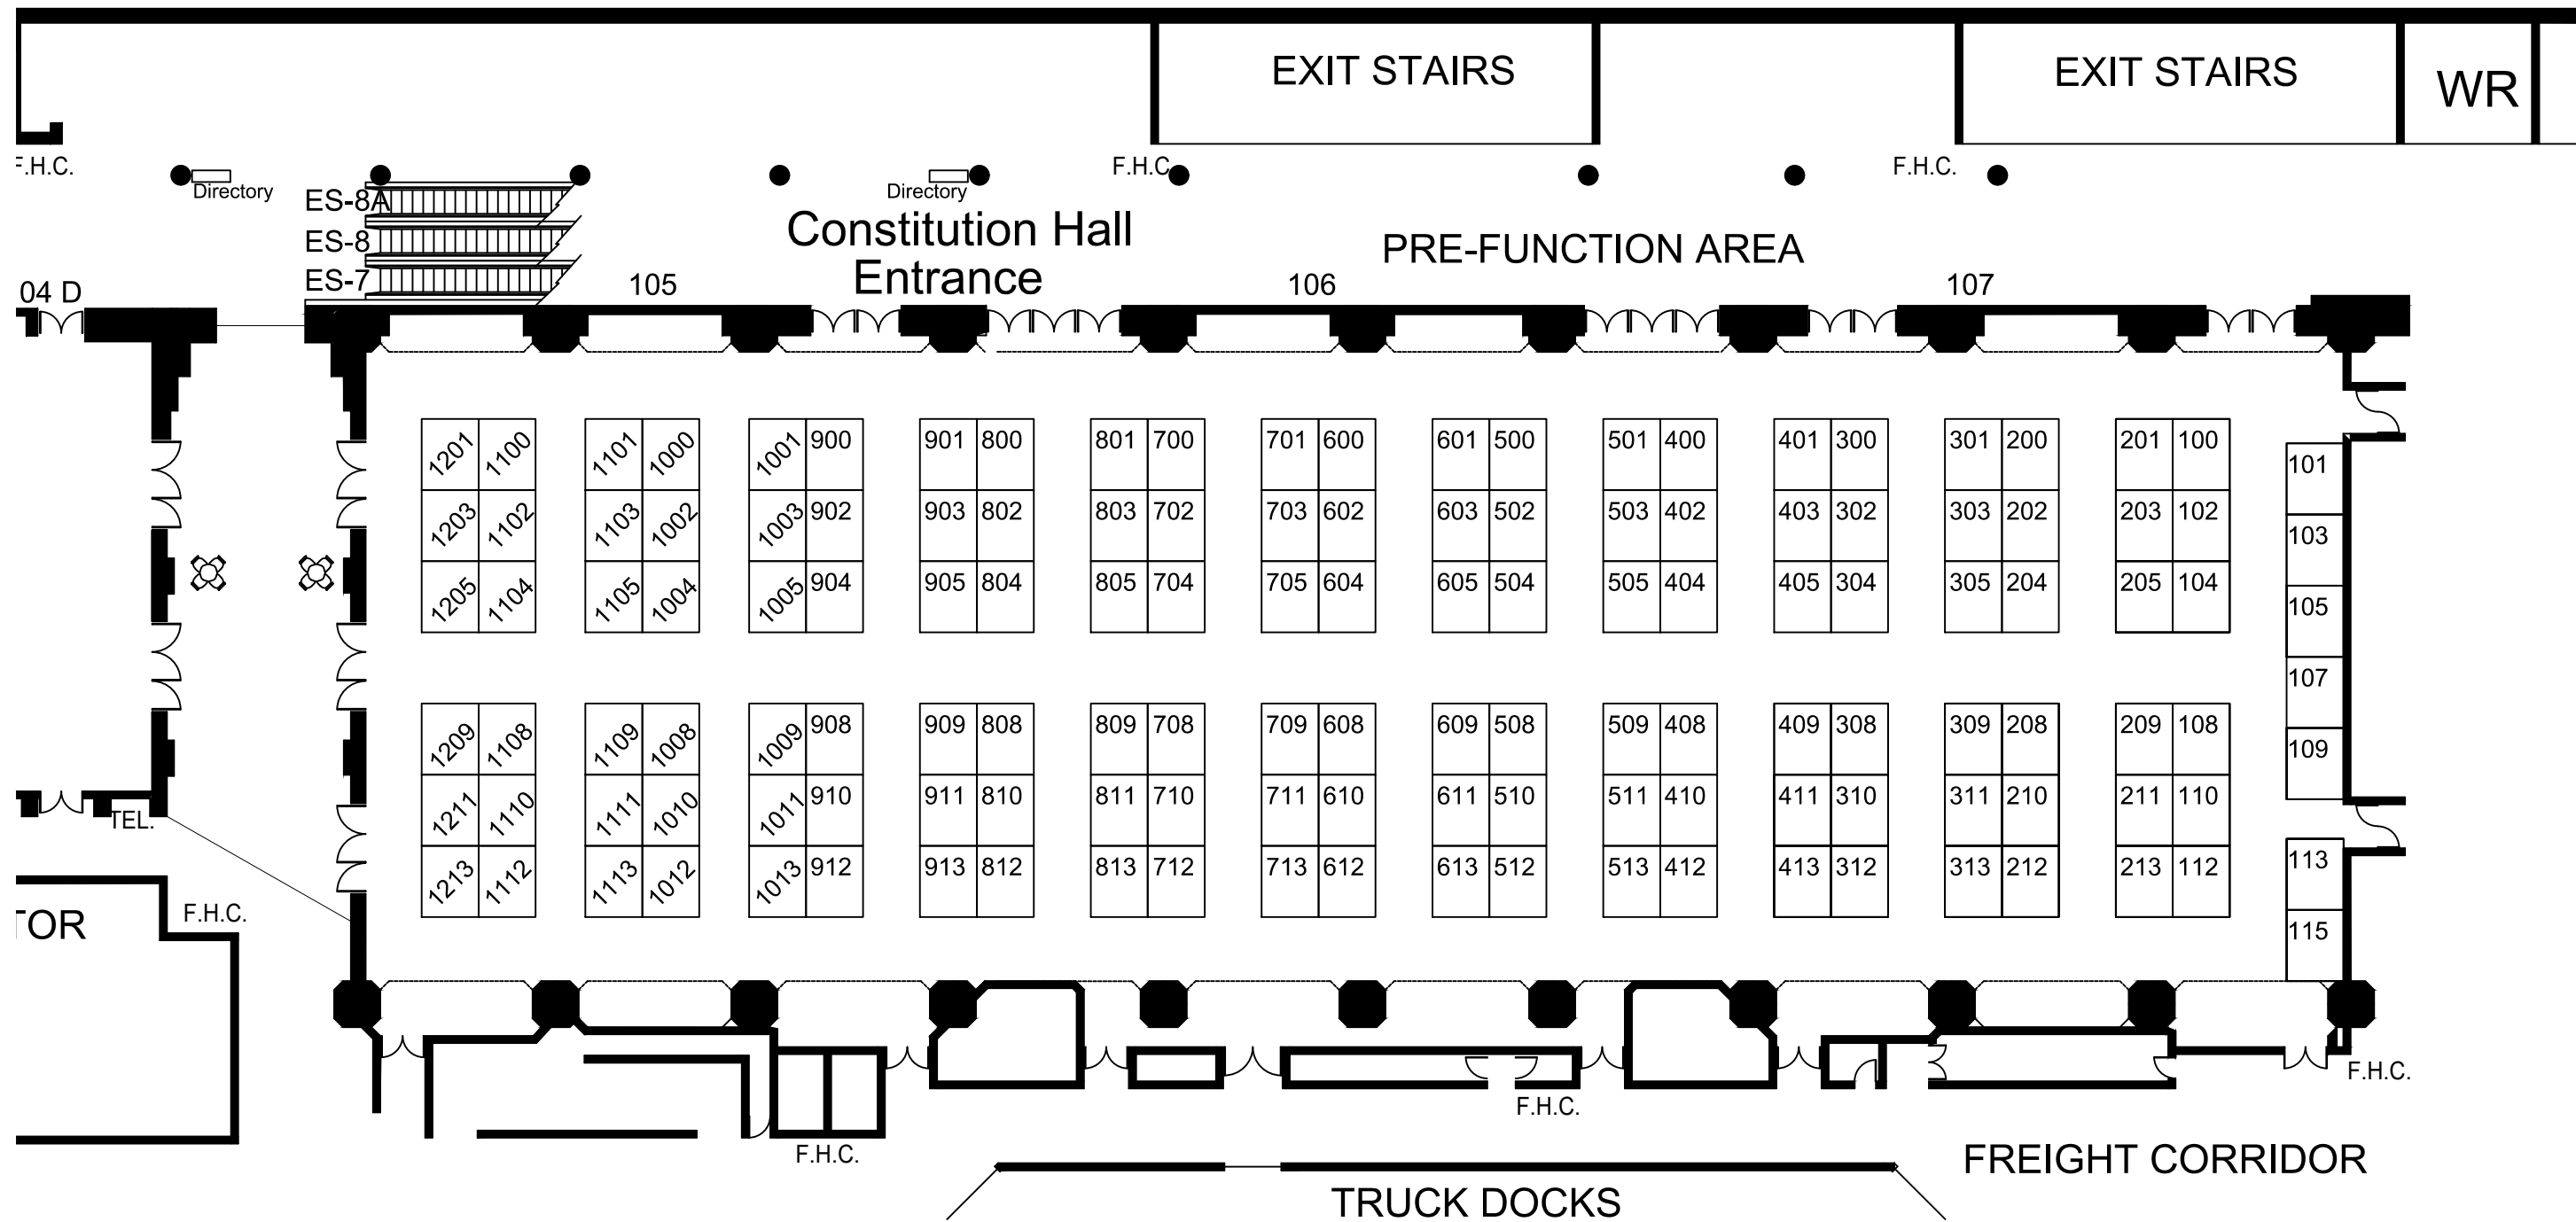 EXIT STAIRS
EXIT STAIRS
WR
F.H.C.
F.H.C.
F.H.C.
Directory
Directory
ES-8A
ES-8
ES-7
Constitution Hall
Entrance
PRE-FUNCTION AREA
04 D
105
106
107
1201 1100 1101 1000 1001 900 901 800 801 700 701 600 601 500 501 400 401 300 301 200 201 100
101
1203 1102 1103 1002 1003 902 903 802 803 702 703 602 603 502 503 402 403 302 303 202 203 102
103
1205 1104 1105 1004 1005 904 905 804 805 704 705 604 605 504 505 404 405 304 305 204 205 104
105
107
1209 1108 1109 1008 1009 908 909 808 809 708 709 608 609 508 509 408 409 308 309 208 209 108
109
1211 1110 1111 1010 1011 910 911 810 811 710 711 610 611 510 511 410 411 310 311 210 211 110
TEL.
1213 1112 1113 1012 1013 912 913 812 813 712 713 612 613 512 513 412 413 312 313 212 213 112
113
115
F.H.C.
TOR
F.H.C.
F.H.C.
F.H.C.
FREIGHT CORRIDOR
TRUCK DOCKS